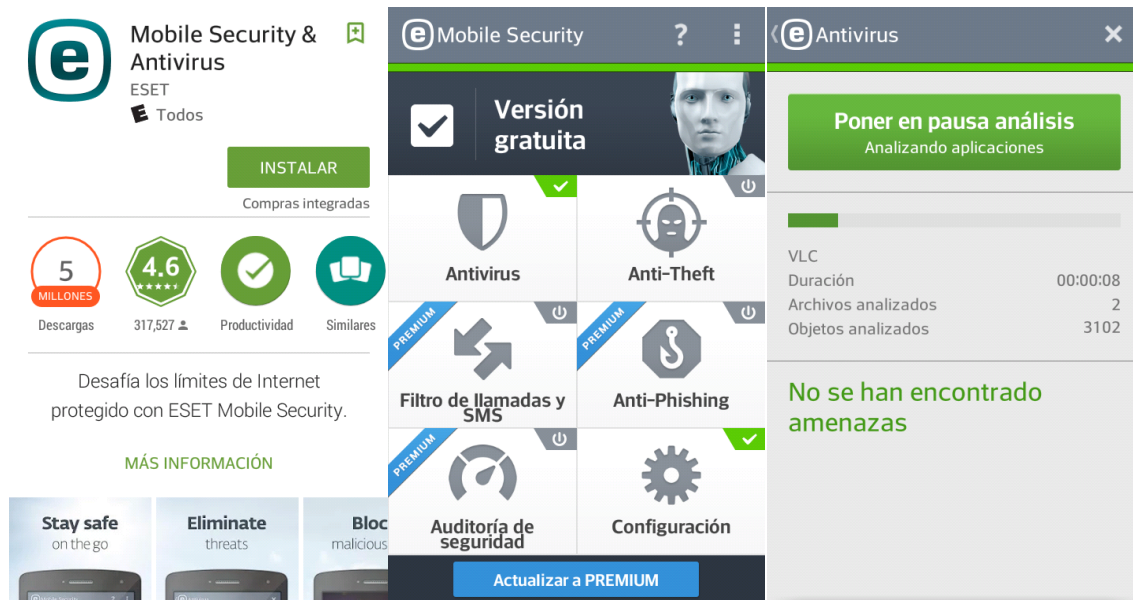 Mobile Security &
Antivirus
ESET
Todos
INSTALAR
Compras integradas
5
MILLONES
Descargas
4.6
317,527
Productividad
Similares
Desafía los límites de Internet
protegido con ESET Mobile Security.
MÁS INFORMACIÓN
Stay safe
on the go
Eliminate
threats
Bloc
malicious
e Mobile Security ?
Versión
gratuita
Antivirus
Anti-Theft
PREMIUM
Filtro de llamadas y
SMS
PREMIUM
Anti-Phishing
PREMIUM
Auditoría de
seguridad
Configuración
Actualizar a PREMIUM
e Antivirus
Poner en pausa análisis
Analizando aplicaciones
VLC
Duración 00:00:08
Archivos analizados 2
Objetos analizados 3102
No se han encontrado
amenazas